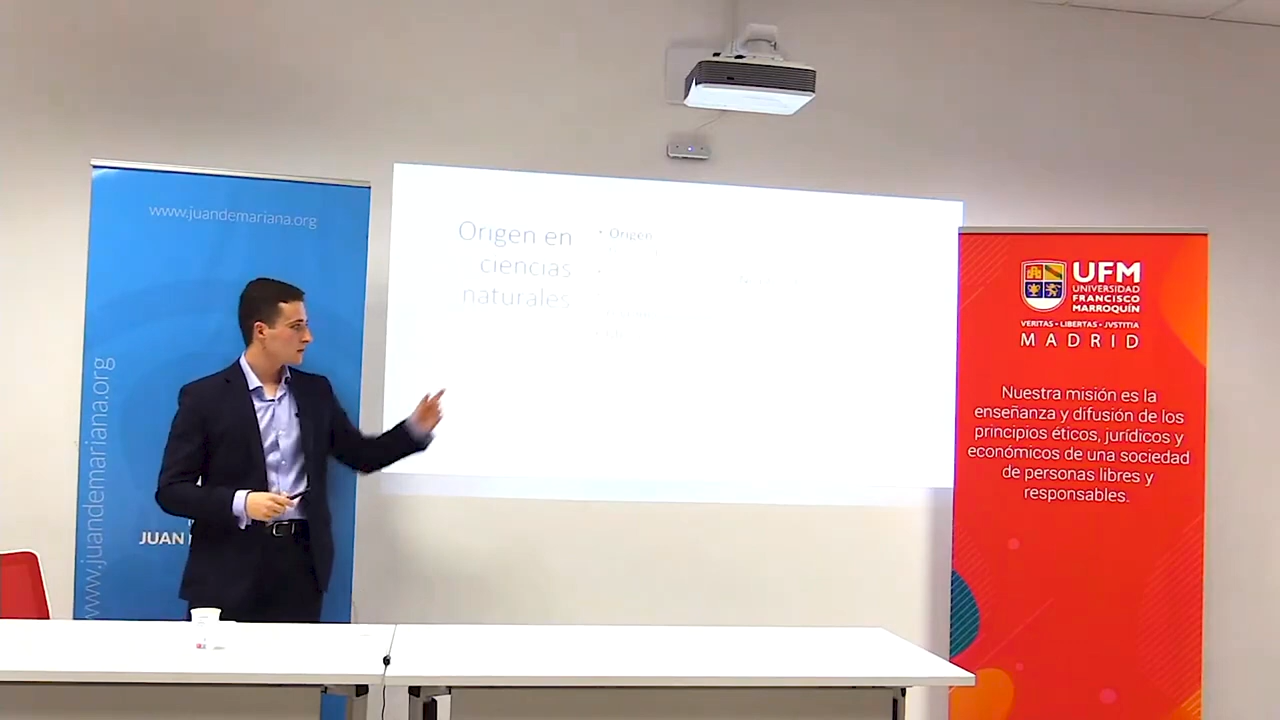 www.juandemariana.org
www.juandemariana.org
JUAN
Origen en
ciencias
naturales
• Origen
UFM
UNIVERSIDAD
FRANCISCO
MARROQUÍN
VERITAS - LIBERTAS - JVSTITIA
MADRID
Nuestra misión es la
enseñanza y difusión de los
principios éticos, jurídicos y
económicos de una sociedad
de personas libres y
responsables.